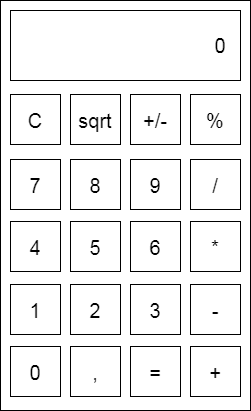 0
C sqrt +/- %
7 8 9 /
4 5 6 *
1 2 3 -
0 , = +